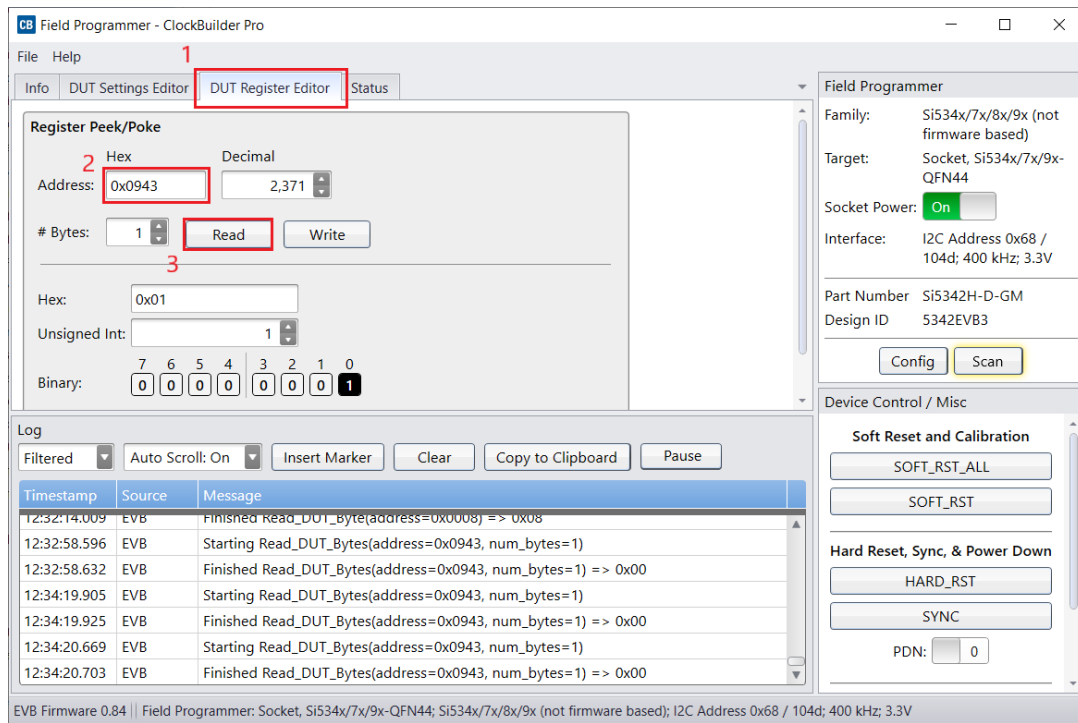 CB Field Programmer - ClockBuilder Pro
File Help
1
Info DUT Settings Editor DUT Register Editor Status
Register Peek/Poke
Hex Decimal
2
Address: 0x0943 2,371
# Bytes: 1 Read Write
3
Hex: 0x01
Unsigned Int: 1
7 6 5 4 3 2 1 0
Binary: 0 0 0 0 0 0 0 1
Field Programmer
Family: Si534x/7x/8x/9x (not
firmware based)
Target: Socket, Si534x/7x/9x-
QFN44
Socket Power: On
Interface: I2C Address 0x68 /
104d; 400 kHz; 3.3V
Part Number Si5342H-D-GM
Design ID 5342EVB3
Config Scan
Log
Filtered Auto Scroll: On Insert Marker Clear Copy to Clipboard Pause
Timestamp Source Message
12:32:14.009 EVB Finished Read_DUT_Byte(address=0x0008) => 0x08
12:32:58.596 EVB Starting Read_DUT_Bytes(address=0x0943, num_bytes=1)
12:32:58.632 EVB Finished Read_DUT_Bytes(address=0x0943, num_bytes=1) => 0x00
12:34:19.905 EVB Starting Read_DUT_Bytes(address=0x0943, num_bytes=1)
12:34:19.925 EVB Finished Read_DUT_Bytes(address=0x0943, num_bytes=1) => 0x00
12:34:20.669 EVB Starting Read_DUT_Bytes(address=0x0943, num_bytes=1)
12:34:20.703 EVB Finished Read_DUT_Bytes(address=0x0943, num_bytes=1) => 0x00
Device Control / Misc
Soft Reset and Calibration
SOFT_RST_ALL
SOFT_RST
Hard Reset, Sync, & Power Down
HARD_RST
SYNC
PDN: 0
EVB Firmware 0.84 Field Programmer: Socket, Si534x/7x/9x-QFN44; Si534x/7x/8x/9x (not firmware based); I2C Address 0x68 / 104d; 400 kHz; 3.3V